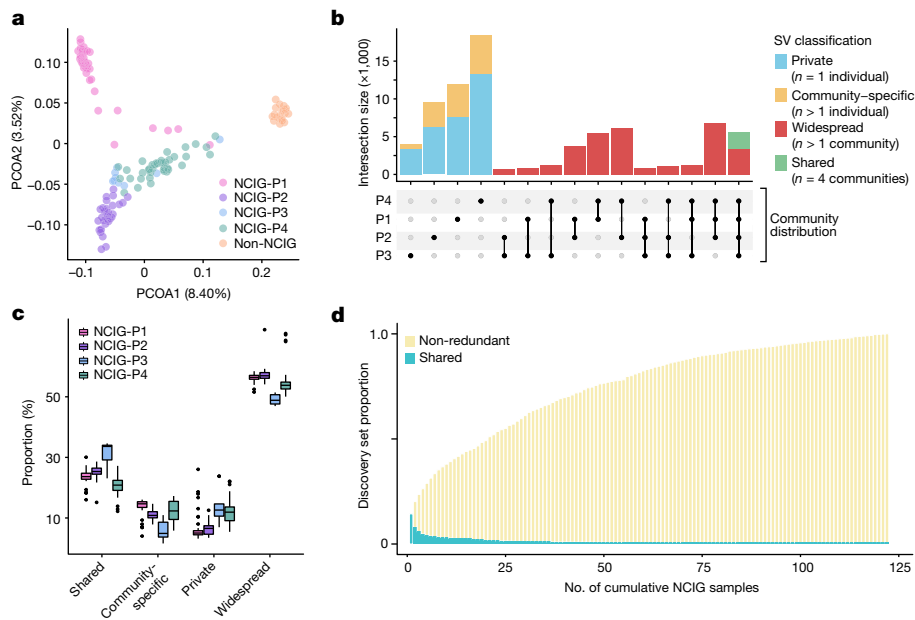 a
0.10
0.05
0
−0.05
−0.10
PCOA2 (3.52%)
−0.1
0
0.1
0.2
PCOA1 (8.40%)
NCIG-P1
NCIG-P2
NCIG-P3
NCIG-P4
Non-NCIG
b
Intersection size (×1,000)
15
10
5
0
SV classification
Private
(n = 1 individual)
Community–specific
(n > 1 individual)
Widespread
(n > 1 community)
Shared
(n = 4 communities)
P4
P1
P2
P3
Community
distribution
c
NCIG-P1
NCIG-P2
NCIG-P3
NCIG-P4
Proportion (%)
50
30
10
Shared
Community-
specific
Private
Widespread
d
Discovery set proportion
1.0
0
Non-redundant
Shared
0
25
50
75
100
125
No. of cumulative NCIG samples